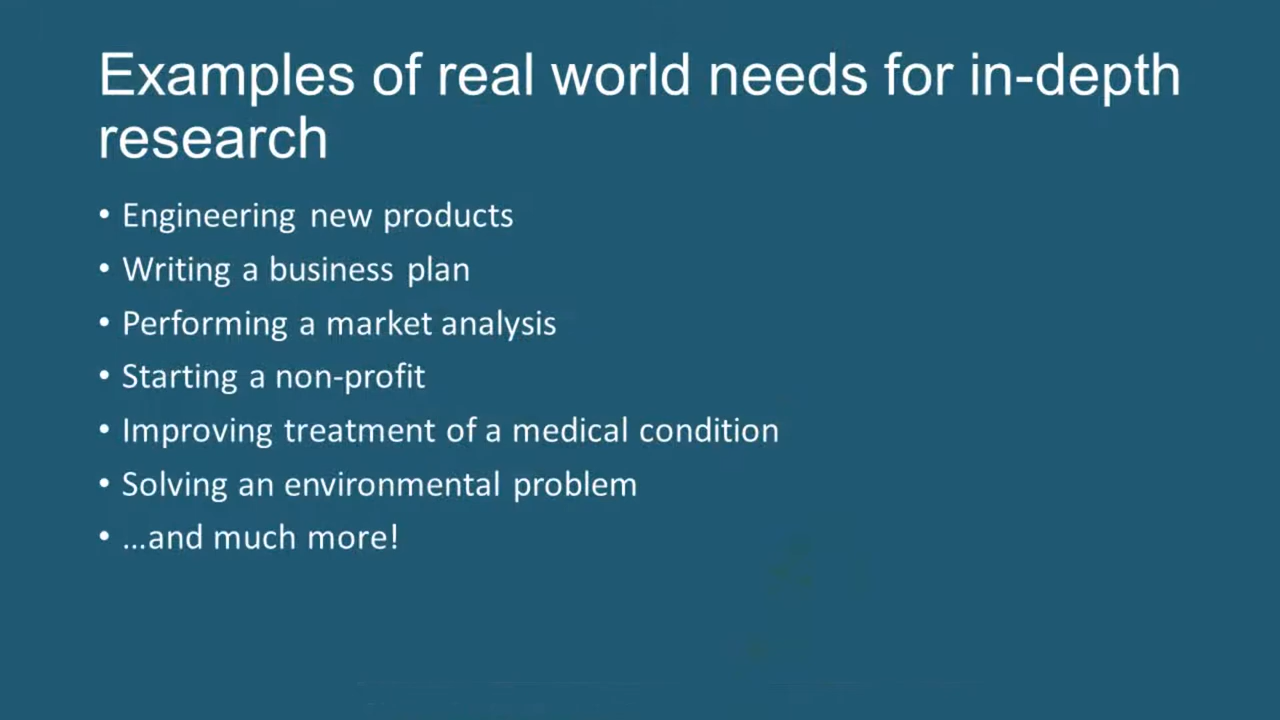 Examples of real world needs for in-depth
research
• Engineering new products
• Writing a business plan
• Performing a market analysis
• Starting a non-profit
• Improving treatment of a medical condition
• Solving an environmental problem
• …and much more!